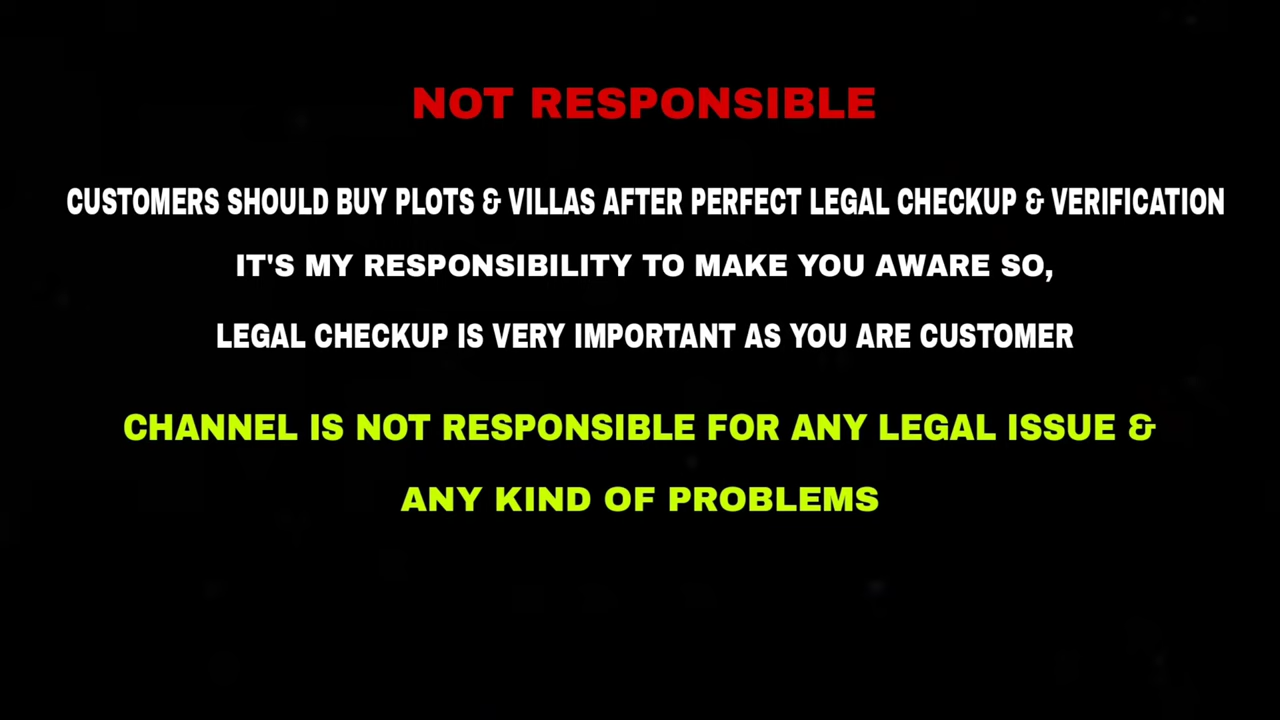 NOT RESPONSIBLE
CUSTOMERS SHOULD BUY PLOTS & VILLAS AFTER PERFECT LEGAL CHECKUP & VERIFICATION
IT'S MY RESPONSIBILITY TO MAKE YOU AWARE SO,
LEGAL CHECKUP IS VERY IMPORTANT AS YOU ARE CUSTOMER
CHANNEL IS NOT RESPONSIBLE FOR ANY LEGAL ISSUE &
ANY KIND OF PROBLEMS